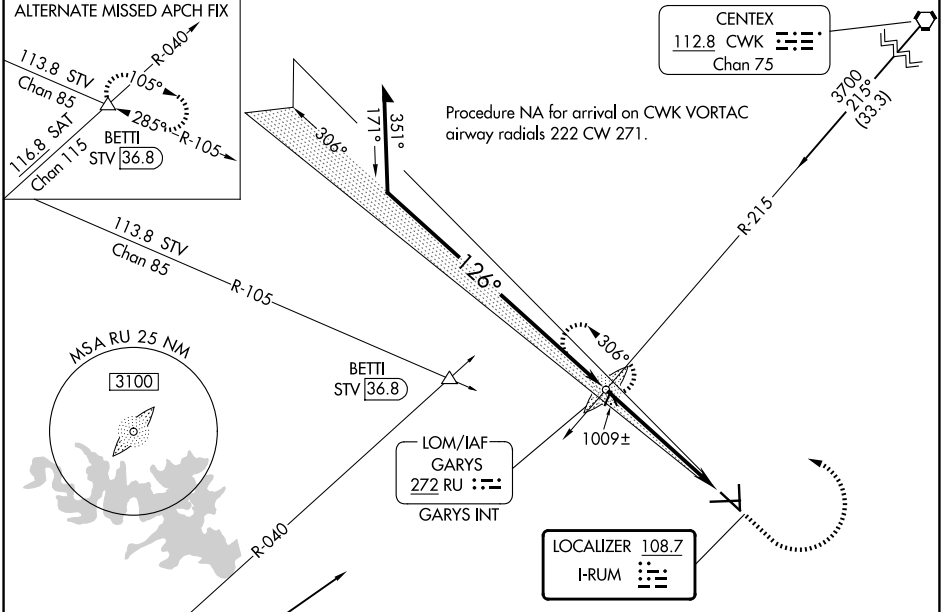 ALTERNATE MISSED APCH FIX
R-040
113.8 STV
Chan 85
105°
285°
R-105
BETTI
STV 36.8
116.8 SAT
Chan 115
CENTEX
112.8 CWK
Chan 75
3700
215°
(33.3)
R-215
Procedure NA for arrival on CWK VORTAC
airway radials 222 CW 271.
306°
171°
351°
126°
306°
1009±
113.8 STV
Chan 85
R-105
BETTI
STV 36.8
MSA RU 25 NM
3100
LOM/IAF
GARYS
272 RU
GARYS INT
R-040
LOCALIZER 108.7
I-RUM